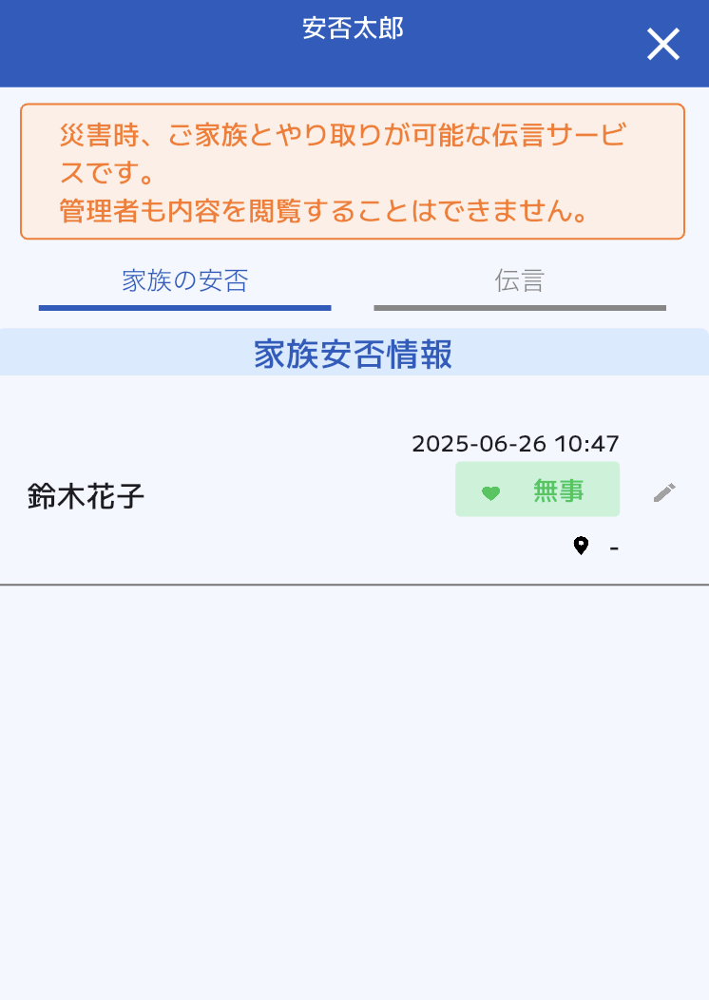 安否太郎
災害時、ご家族とやり取りが可能な伝言サービ
スです。
管理者も内容を閲覧することはできません。
家族の安否
伝言
家族安否情報
2025-06-26 10:47
鈴木花子
無事
-